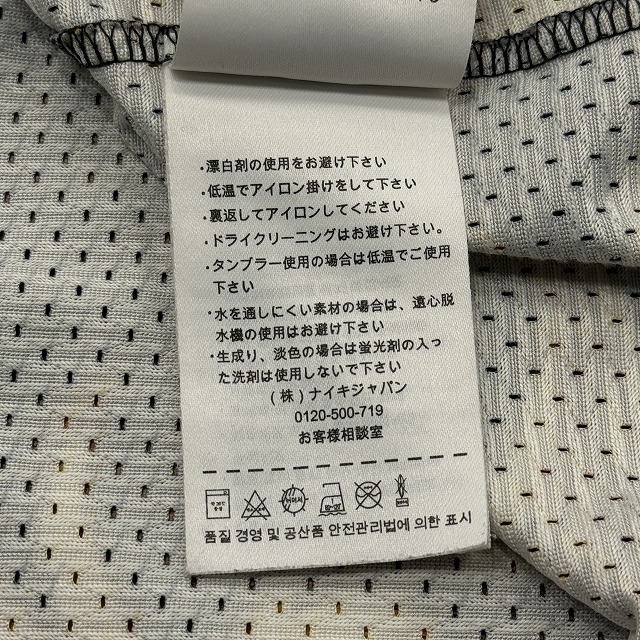 ・漂白剤の使用をお避け下さい
・低温でアイロン掛けをして下さい
・裏返してアイロンしてください
・ドライクリーニングはお避け下さい。
・タンブラー使用の場合は低温でご使用
下さい
・水を通しにくい素材の場合は、遠心脱
水機の使用はお避け下さい
・生成り、淡色の場合は蛍光剤の入っ
た洗剤は使用しないで下さい
(株)ナイキジャパン
0120-500-719
お客様相談室
품질 경영 및 공산품 안전관리법에 의한 표시